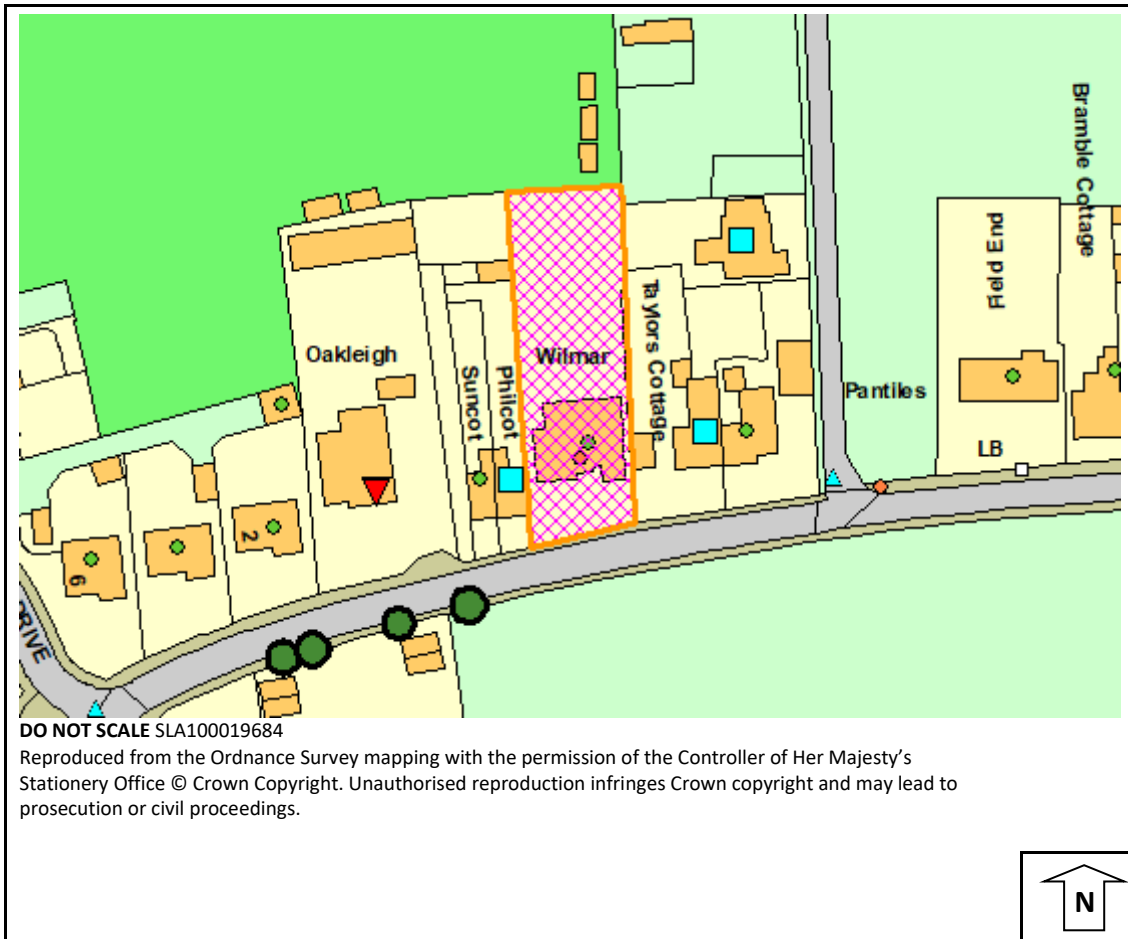 Bramble Cottage
Field End
Taylors Cottage
Oakleigh
Wilmar
Suncot
Philcot
Pantiles
LB
2
6
DRIVE
DO NOT SCALE SLA100019684
Reproduced from the Ordnance Survey mapping with the permission of the Controller of Her Majesty's
Stationery Office © Crown Copyright. Unauthorised reproduction infringes Crown copyright and may lead to
prosecution or civil proceedings.
N